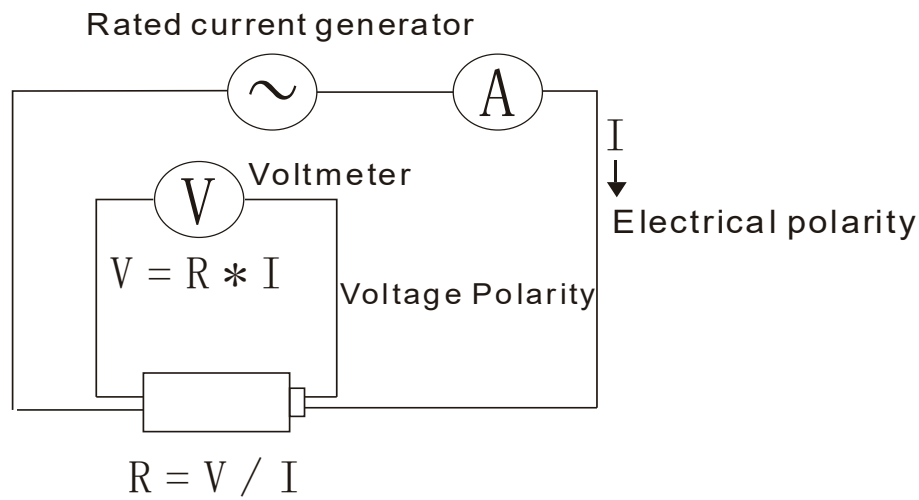 Rated current generator
~
A
I
V
Voltmeter
Electrical polarity
V = R * I
Voltage Polarity
R = V / I